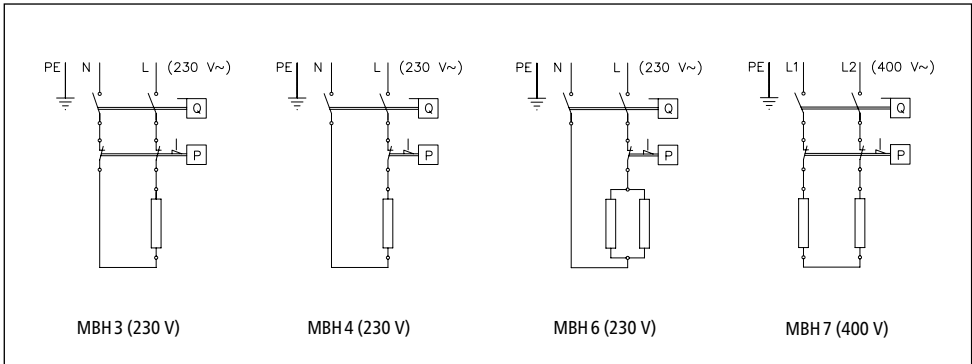 PE N L (230 V~)
Q
P
MBH 3 (230 V)
PE N L (230 V~)
Q
P
MBH 4 (230 V)
PE N L (230 V~)
Q
P
MBH 6 (230 V)
PE L1 L2 (400 V~)
Q
P
MBH 7 (400 V)